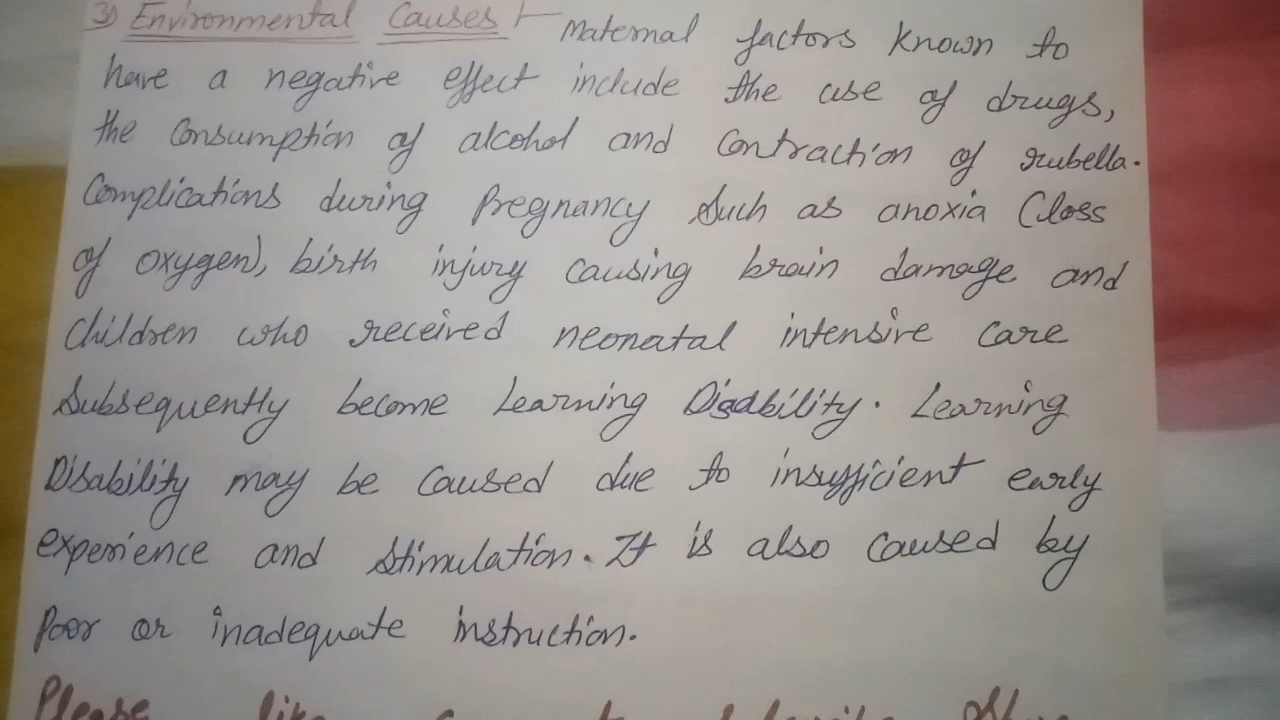 3) Environmental Causes :- Maternal factors known to
have a negative effect include the use of drugs,
the consumption of alcohol and contraction of rubella.
Complications during Pregnancy such as anoxia (loss
of oxygen), birth injury causing brain damage and
children who received neonatal intensive care
subsequently become Learning Disability. Learning
Disability may be caused due to insufficient early
experience and stimulation. It is also caused by
Poor or inadequate instruction.
Please like